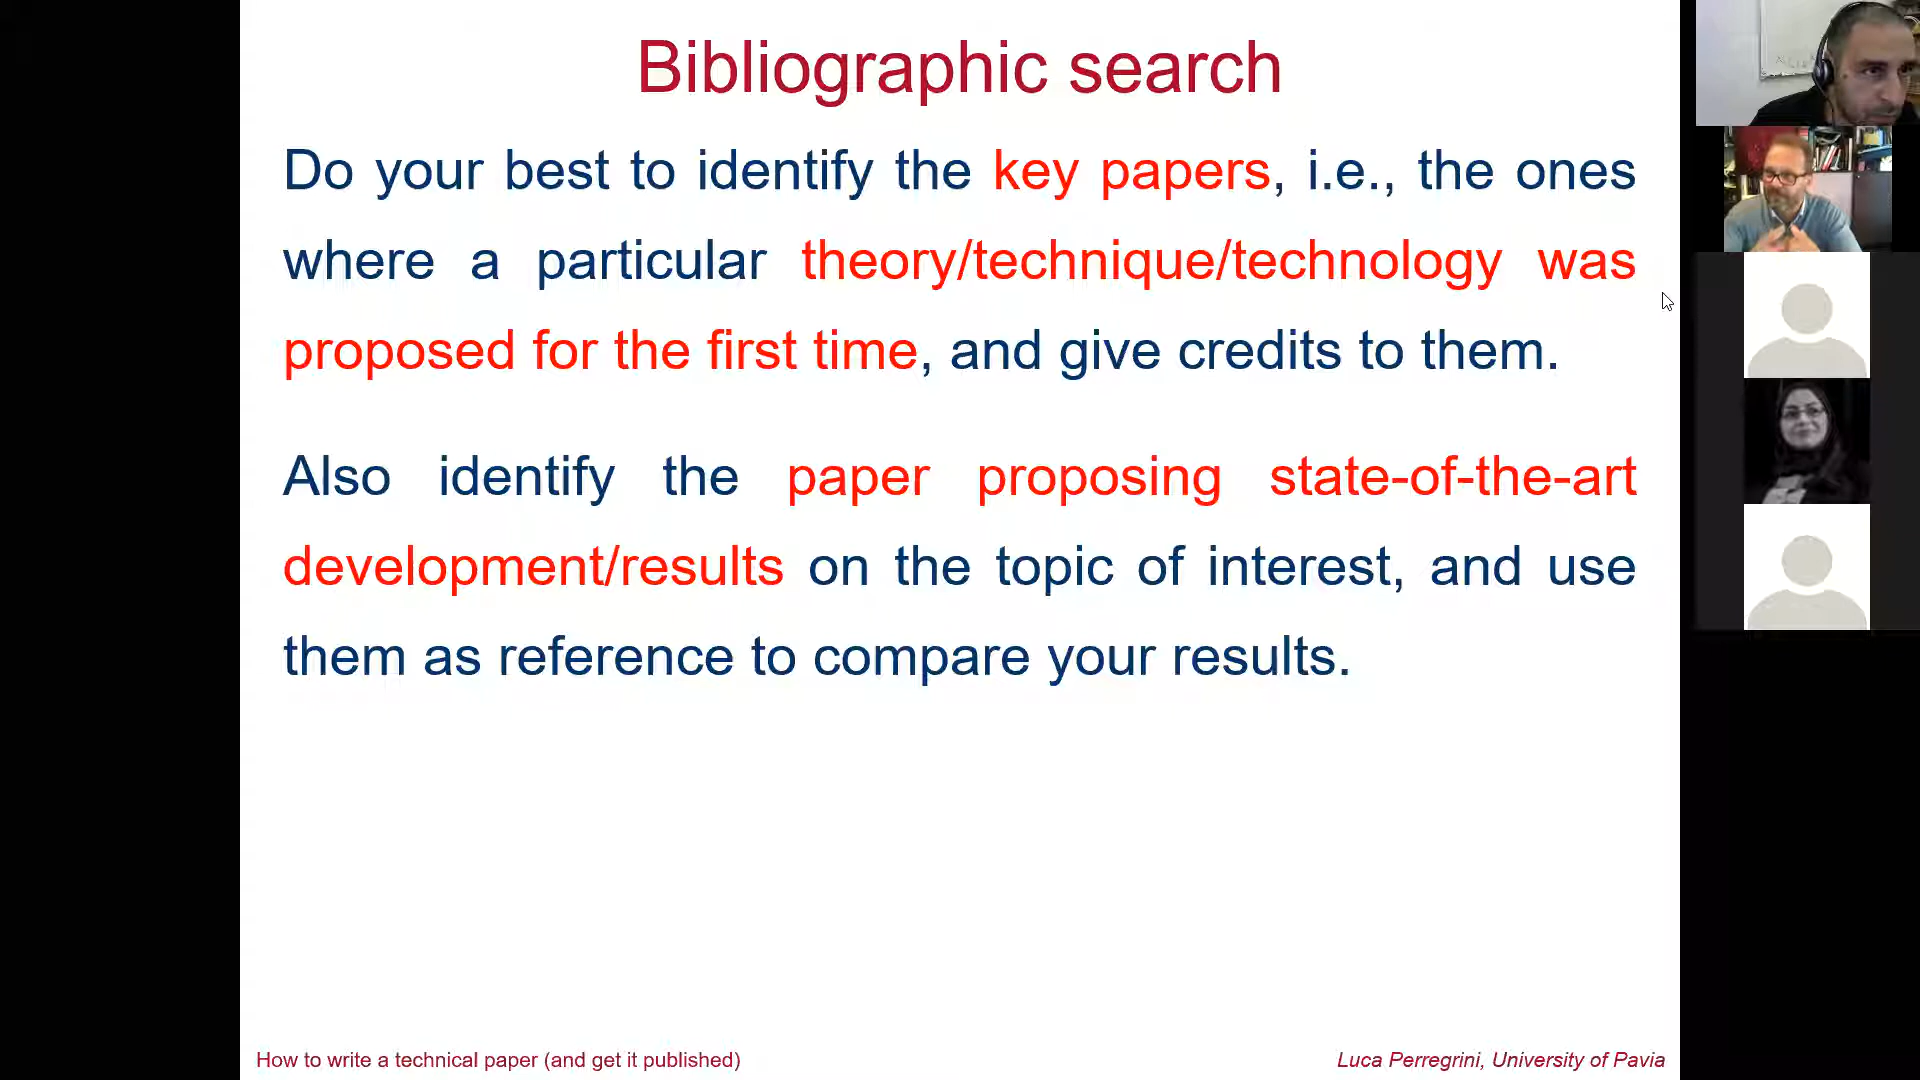 Bibliographic search
Do your best to identify the key papers, i.e., the ones
where a particular theory/technique/technology was
proposed for the first time, and give credits to them.
Also identify the paper proposing state-of-the-art
development/results on the topic of interest, and use
them as reference to compare your results.
How to write a technical paper (and get it published)
Luca Perregrini, University of Pavia